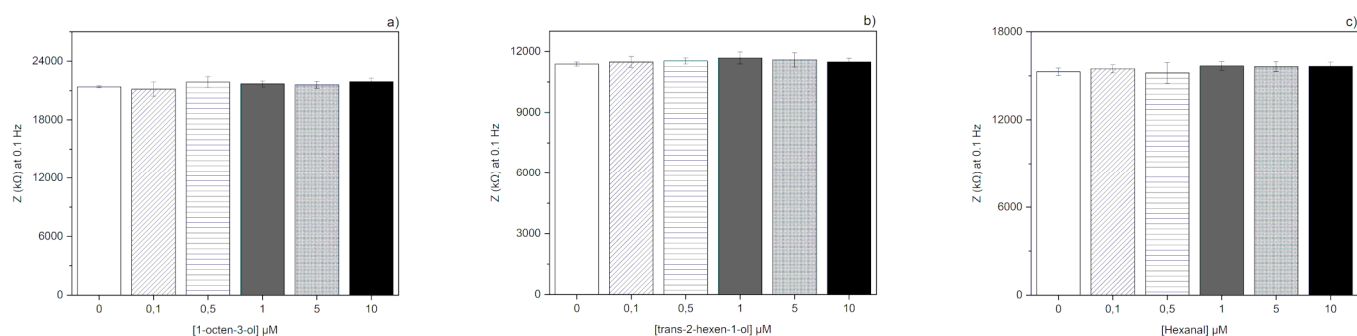 a)
24000
18000
12000
6000
0
Z (kΩ) at 0.1 Hz
0 0,1 0,5 1 5 10
[1-octen-3-ol] µM
b)
12000
9000
6000
3000
0
Z (kΩ) at 0.1 Hz
0 0,1 0,5 1 5 10
[trans-2-hexen-1-ol] µM
c)
18000
12000
6000
0
Z (kΩ) at 0.1 Hz
0 0,1 0,5 1 5 10
[Hexanal] µM